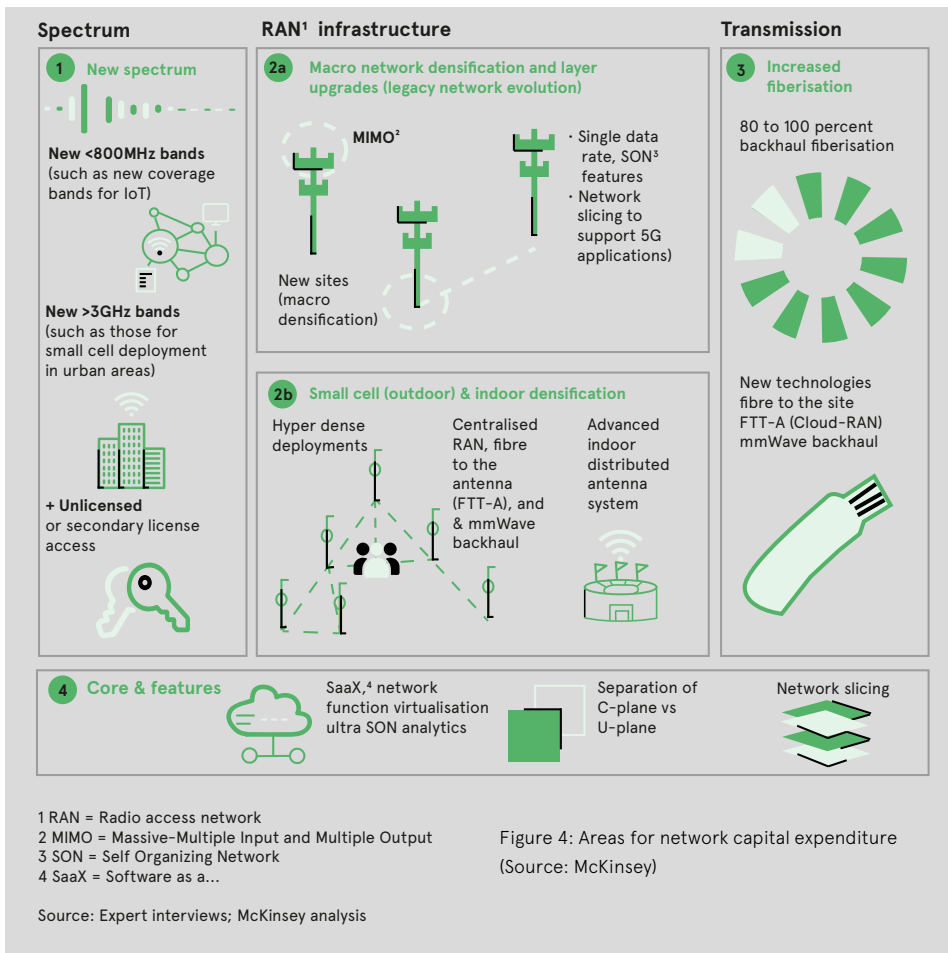 Spectrum
RAN¹ infrastructure
Transmission
1 New spectrum
New <800MHz bands
(such as new coverage
bands for IoT)
New >3GHz bands
(such as those for
small cell deployment
in urban areas)
+ Unlicensed
or secondary license
access
2a Macro network densification and layer
upgrades (legacy network evolution)
MIMO²
· Single data
rate, SON³
features
· Network
slicing to
support 5G
applications)
New sites
(macro
densification)
2b Small cell (outdoor) & indoor densification
Hyper dense
deployments
Centralised
RAN, fibre
to the
antenna
(FTT-A), and
& mmWave
backhaul
Advanced
indoor
distributed
antenna
system
3 Increased
fiberisation
80 to 100 percent
backhaul fiberisation
New technologies
fibre to the site
FTT-A (Cloud-RAN)
mmWave backhaul
4 Core & features
SaaX,⁴ network
function virtualisation
ultra SON analytics
Separation of
C-plane vs
U-plane
Network slicing
1 RAN = Radio access network
2 MIMO = Massive-Multiple Input and Multiple Output
3 SON = Self Organizing Network
4 SaaX = Software as a...
Source: Expert interviews; McKinsey analysis
Figure 4: Areas for network capital expenditure
(Source: McKinsey)